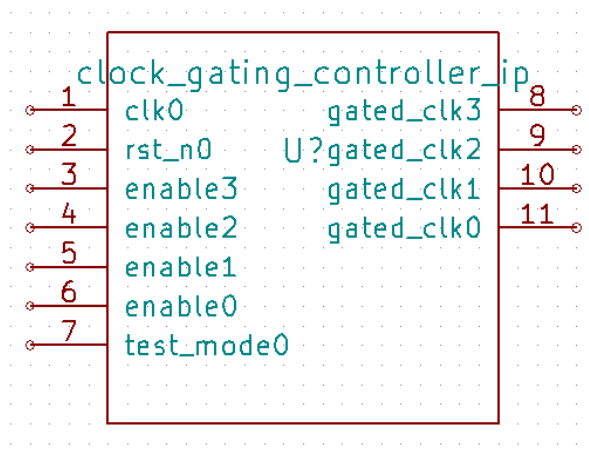 clock_gating_controller_ip
1 clk0 gated_clk3 8
2 rst_n0 U? gated_clk2 9
3 enable3 gated_clk1 10
4 enable2 gated_clk0 11
5 enable1
6 enable0
7 test_mode0